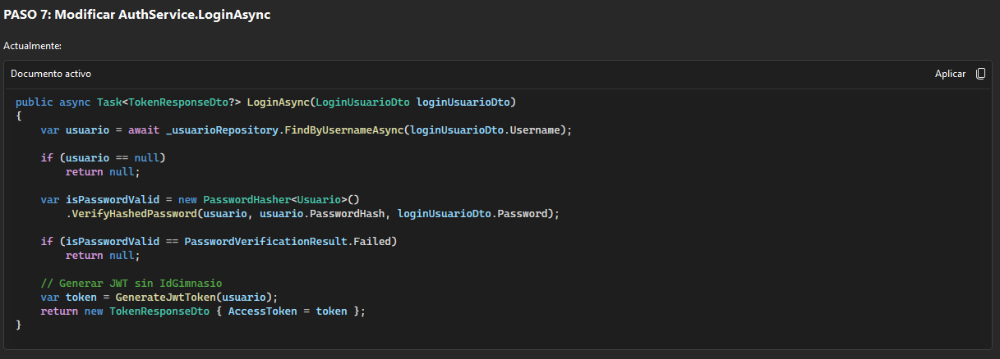 PASO 7: Modificar AuthService.LoginAsync
Actualmente:
Documento activo
Aplicar
public async Task<TokenResponseDto?> LoginAsync(LoginUsuarioDto loginUsuarioDto)
{
    var usuario = await _usuarioRepository.FindByUsernameAsync(loginUsuarioDto.Username);

    if (usuario == null)
        return null;

    var isPasswordValid = new PasswordHasher<Usuario>()
        .VerifyHashedPassword(usuario, usuario.PasswordHash, loginUsuarioDto.Password);

    if (isPasswordValid == PasswordVerificationResult.Failed)
        return null;

    // Generar JWT sin IdGimnasio
    var token = GenerateJwtToken(usuario);
    return new TokenResponseDto { AccessToken = token };
}